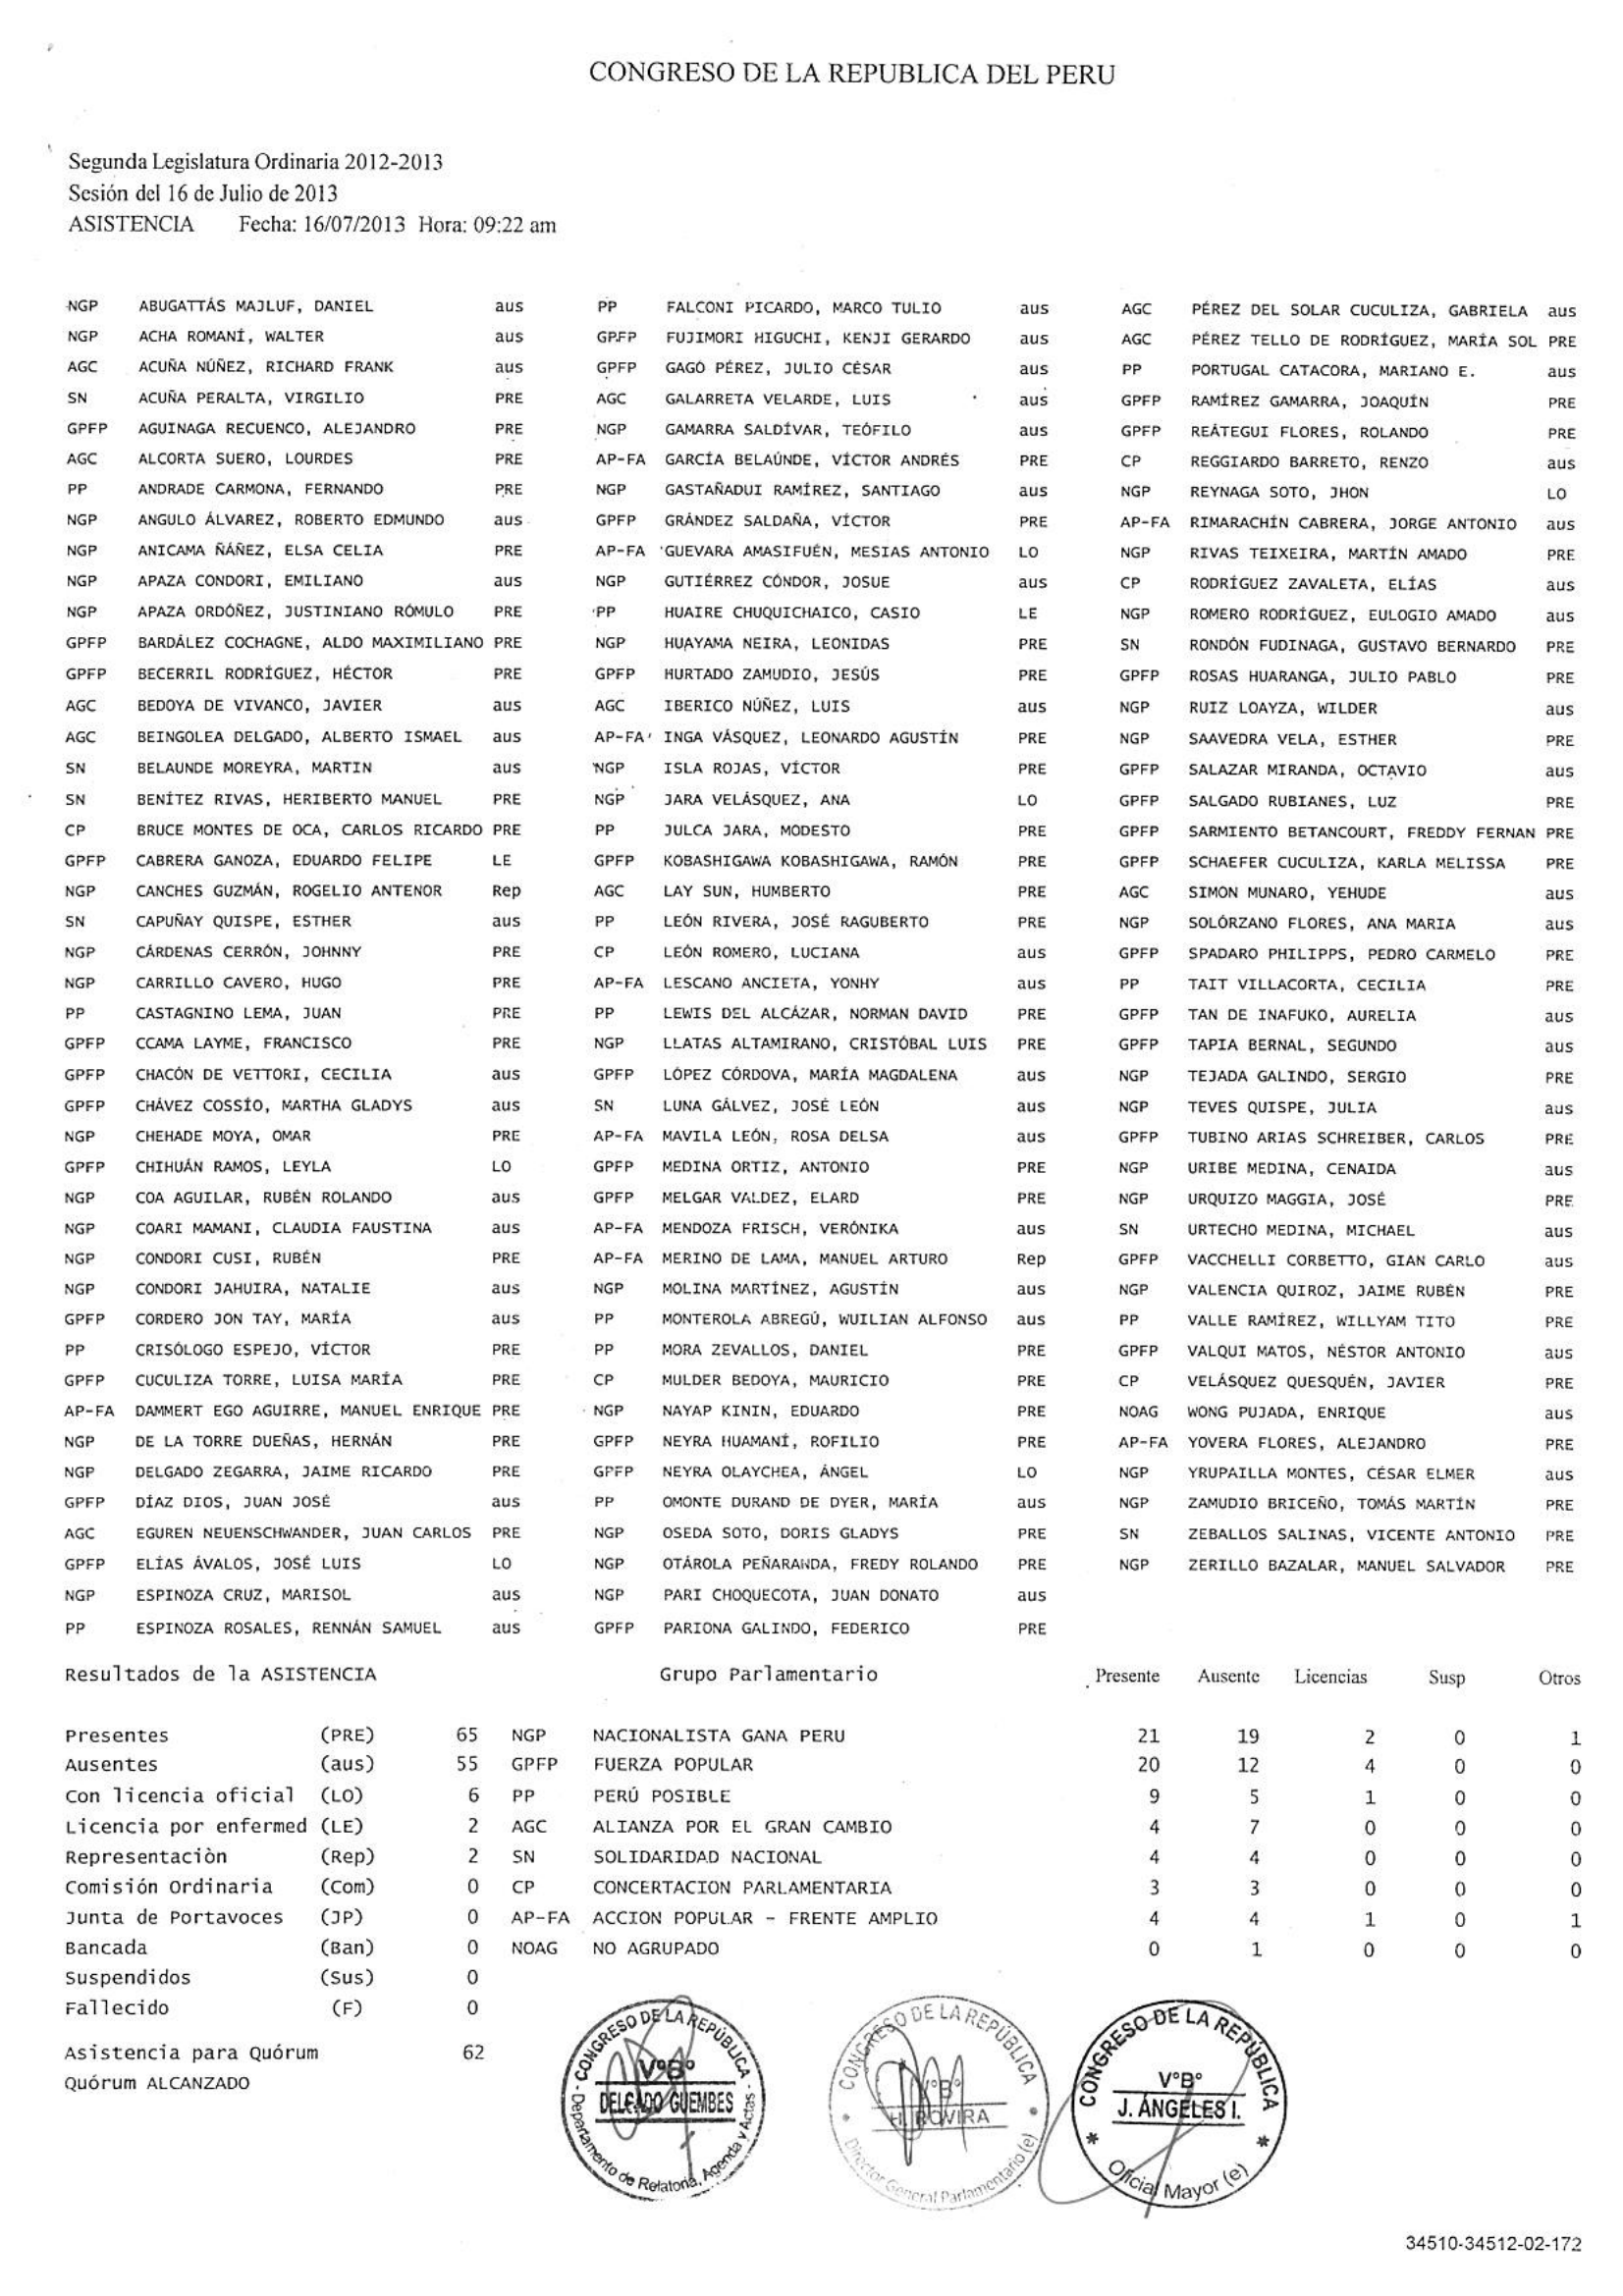 CONGRESO DE LA REPUBLICA DEL PERU
Segunda Legislatura Ordinaria 2012-2013
Sesión del 16 de Julio de 2013
ASISTENCIA Fecha: 16/07/2013 Hora: 09:22 am
NGP ABUGATTÁS MAJLUF, DANIEL aus
NGP ACHA ROMANÍ, WALTER aus
AGC ACUÑA NÚÑEZ, RICHARD FRANK aus
SN ACUÑA PERALTA, VIRGILIO PRE
GPFP AGUINAGA RECUENCO, ALEJANDRO PRE
AGC ALCORTA SUERO, LOURDES PRE
PP ANDRADE CARMONA, FERNANDO PRE
NGP ANGULO ÁLVAREZ, ROBERTO EDMUNDO aus
NGP ANICAMA ÑÁÑEZ, ELSA CELIA PRE
NGP APAZA CONDORI, EMILIANO aus
NGP APAZA ORDÓÑEZ, JUSTINIANO RÓMULO PRE
GPFP BARDÁLEZ COCHAGNE, ALDO MAXIMILIANO PRE
GPFP BECERRIL RODRÍGUEZ, HÉCTOR PRE
AGC BEDOYA DE VIVANCO, JAVIER aus
AGC BEINGOLEA DELGADO, ALBERTO ISMAEL aus
SN BELAUNDE MOREYRA, MARTIN aus
SN BENÍTEZ RIVAS, HERIBERTO MANUEL PRE
CP BRUCE MONTES DE OCA, CARLOS RICARDO PRE
GPFP CABRERA GANOZA, EDUARDO FELIPE LE
NGP CANCHES GUZMÁN, ROGELIO ANTENOR Rep
SN CAPUÑAY QUISPE, ESTHER aus
NGP CÁRDENAS CERRÓN, JOHNNY PRE
NGP CARRILLO CAVERO, HUGO PRE
PP CASTAGNINO LEMA, JUAN PRE
GPFP CCAMA LAYME, FRANCISCO PRE
GPFP CHACÓN DE VETTORI, CECILIA aus
GPFP CHÁVEZ COSSÍO, MARTHA GLADYS aus
NGP CHEHADE MOYA, OMAR PRE
GPFP CHIHUÁN RAMOS, LEYLA LO
NGP COA AGUILAR, RUBÉN ROLANDO aus
NGP COARI MAMANI, CLAUDIA FAUSTINA aus
NGP CONDORI CUSI, RUBÉN PRE
NGP CONDORI JAHUIRA, NATALIE aus
GPFP CORDERO JON TAY, MARÍA aus
PP CRISÓLOGO ESPEJO, VÍCTOR PRE
GPFP CUCULIZA TORRE, LUISA MARÍA PRE
AP-FA DAMMERT EGO AGUIRRE, MANUEL ENRIQUE PRE
NGP DE LA TORRE DUEÑAS, HERNÁN PRE
NGP DELGADO ZEGARRA, JAIME RICARDO PRE
GPFP DÍAZ DIOS, JUAN JOSÉ aus
AGC EGUREN NEUENSCHWANDER, JUAN CARLOS PRE
GPFP ELÍAS ÁVALOS, JOSÉ LUIS LO
NGP ESPINOZA CRUZ, MARISOL aus
PP ESPINOZA ROSALES, RENNÁN SAMUEL aus
PP FALCONI PICARDO, MARCO TULIO aus
GPFP FUJIMORI HIGUCHI, KENJI GERARDO aus
GPFP GAGÓ PÉREZ, JULIO CÉSAR aus
AGC GALARRETA VELARDE, LUIS aus
NGP GAMARRA SALDÍVAR, TEÓFILO aus
AP-FA GARCÍA BELAÚNDE, VÍCTOR ANDRÉS PRE
NGP GASTAÑADUI RAMÍREZ, SANTIAGO aus
GPFP GRÁNDEZ SALDAÑA, VÍCTOR PRE
AP-FA GUEVARA AMASIFUÉN, MESIAS ANTONIO LO
NGP GUTIÉRREZ CÓNDOR, JOSUE aus
PP HUAIRE CHUQUICHAICO, CASIO LE
NGP HUAYAMA NEIRA, LEONIDAS PRE
GPFP HURTADO ZAMUDIO, JESÚS PRE
AGC IBERICO NÚÑEZ, LUIS aus
AP-FA INGA VÁSQUEZ, LEONARDO AGUSTÍN PRE
NGP ISLA ROJAS, VÍCTOR PRE
NGP JARA VELÁSQUEZ, ANA LO
PP JULCA JARA, MODESTO PRE
GPFP KOBASHIGAWA KOBASHIGAWA, RAMÓN PRE
AGC LAY SUN, HUMBERTO PRE
PP LEÓN RIVERA, JOSÉ RAGUBERTO PRE
CP LEÓN ROMERO, LUCIANA aus
AP-FA LESCANO ANCIETA, YONHY aus
PP LEWIS DEL ALCÁZAR, NORMAN DAVID PRE
NGP LLATAS ALTAMIRANO, CRISTÓBAL LUIS PRE
GPFP LÓPEZ CÓRDOVA, MARÍA MAGDALENA aus
SN LUNA GÁLVEZ, JOSÉ LEÓN aus
AP-FA MAVILA LEÓN, ROSA DELSA aus
GPFP MEDINA ORTIZ, ANTONIO PRE
GPFP MELGAR VALDEZ, ELARD PRE
AP-FA MENDOZA FRISCH, VERÓNIKA aus
AP-FA MERINO DE LAMA, MANUEL ARTURO Rep
NGP MOLINA MARTÍNEZ, AGUSTÍN aus
PP MONTEROLA ABREGÚ, WUILIAN ALFONSO aus
PP MORA ZEVALLOS, DANIEL PRE
CP MULDER BEDOYA, MAURICIO PRE
NGP NAYAP KININ, EDUARDO PRE
GPFP NEYRA HUAMANÍ, ROFILIO PRE
GPFP NEYRA OLAYCHEA, ÁNGEL LO
PP OMONTE DURAND DE DYER, MARÍA aus
NGP OSEDA SOTO, DORIS GLADYS PRE
NGP OTÁROLA PEÑARANDA, FREDY ROLANDO PRE
NGP PARI CHOQUECOTA, JUAN DONATO aus
GPFP PARIONA GALINDO, FEDERICO PRE
AGC PÉREZ DEL SOLAR CUCULIZA, GABRIELA aus
AGC PÉREZ TELLO DE RODRÍGUEZ, MARÍA SOL PRE
PP PORTUGAL CATACORA, MARIANO E. aus
GPFP RAMÍREZ GAMARRA, JOAQUÍN PRE
GPFP REÁTEGUI FLORES, ROLANDO PRE
CP REGGIARDO BARRETO, RENZO aus
NGP REYNAGA SOTO, JHON LO
AP-FA RIMARACHÍN CABRERA, JORGE ANTONIO aus
NGP RIVAS TEIXEIRA, MARTÍN AMADO PRE
CP RODRÍGUEZ ZAVALETA, ELÍAS aus
NGP ROMERO RODRÍGUEZ, EULOGIO AMADO aus
SN RONDÓN FUDINAGA, GUSTAVO BERNARDO PRE
GPFP ROSAS HUARANGA, JULIO PABLO PRE
NGP RUIZ LOAYZA, WILDER aus
NGP SAAVEDRA VELA, ESTHER PRE
GPFP SALAZAR MIRANDA, OCTAVIO aus
GPFP SALGADO RUBIANES, LUZ PRE
GPFP SARMIENTO BETANCOURT, FREDDY FERNAN PRE
GPFP SCHAEFER CUCULIZA, KARLA MELISSA PRE
AGC SIMON MUNARO, YEHUDE aus
NGP SOLÓRZANO FLORES, ANA MARIA aus
GPFP SPADARO PHILIPPS, PEDRO CARMELO PRE
PP TAIT VILLACORTA, CECILIA PRE
GPFP TAN DE INAFUKO, AURELIA aus
GPFP TAPIA BERNAL, SEGUNDO aus
NGP TEJADA GALINDO, SERGIO PRE
NGP TEVES QUISPE, JULIA aus
GPFP TUBINO ARIAS SCHREIBER, CARLOS PRE
NGP URIBE MEDINA, CENAIDA aus
NGP URQUIZO MAGGIA, JOSÉ PRE
SN URTECHO MEDINA, MICHAEL aus
GPFP VACCHELLI CORBETTO, GIAN CARLO aus
NGP VALENCIA QUIROZ, JAIME RUBÉN PRE
PP VALLE RAMÍREZ, WILLYAM TITO PRE
GPFP VALQUI MATOS, NÉSTOR ANTONIO aus
CP VELÁSQUEZ QUESQUÉN, JAVIER PRE
NOAG WONG PUJADA, ENRIQUE aus
AP-FA YOVERA FLORES, ALEJANDRO PRE
NGP YRUPAILLA MONTES, CÉSAR ELMER aus
NGP ZAMUDIO BRICEÑO, TOMÁS MARTÍN PRE
SN ZEBALLOS SALINAS, VICENTE ANTONIO PRE
NGP ZERILLO BAZALAR, MANUEL SALVADOR PRE
Resultados de la ASISTENCIA
Presentes (PRE) 65
Ausentes (aus) 55
Con licencia oficial (LO) 6
Licencia por enfermed (LE) 2
Representaciòn (Rep) 2
Comisión Ordinaria (Com) 0
Junta de Portavoces (JP) 0
Bancada (Ban) 0
Suspendidos (Sus) 0
Fallecido (F) 0
Asistencia para Quórum 62
Quórum ALCANZADO
Grupo Parlamentario Presente Ausente Licencias Susp Otros
NGP NACIONALISTA GANA PERU 21 19 2 0 1
GPFP FUERZA POPULAR 20 12 4 0 0
PP PERÚ POSIBLE 9 5 1 0 0
AGC ALIANZA POR EL GRAN CAMBIO 4 7 0 0 0
SN SOLIDARIDAD NACIONAL 4 4 0 0 0
CP CONCERTACION PARLAMENTARIA 3 3 0 0 0
AP-FA ACCION POPULAR - FRENTE AMPLIO 4 4 1 0 1
NOAG NO AGRUPADO 0 1 0 0 0
CONGRESO DE LA REPÚBLICA
V°B°
DELGADO GUEMBES
Departamento de Relatoria, Agenda y Actas
CONGRESO DE LA REPÚBLICA
V°B°
H. ROVIRA
Director General Parlamentario (e)
CONGRESO DE LA REPÚBLICA
V°B°
J. ÁNGELES I.
Oficial Mayor (e)
34510-34512-02-172